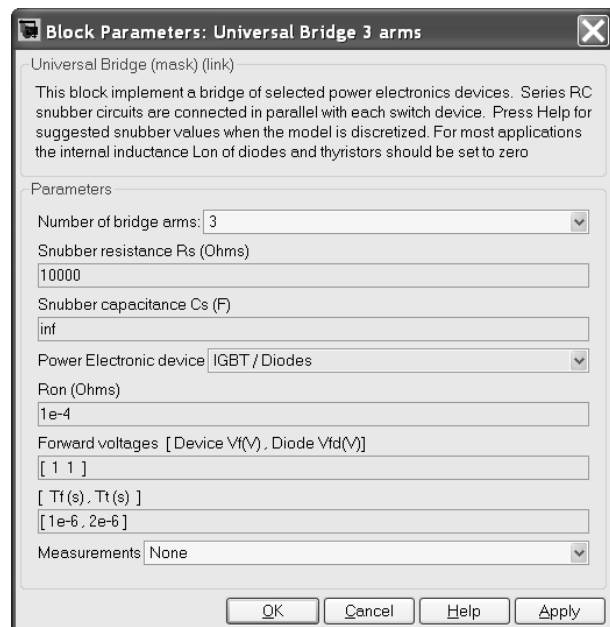 Block Parameters: Universal Bridge 3 arms
Universal Bridge (mask) (link)
This block implement a bridge of selected power electronics devices. Series RC
snubber circuits are connected in parallel with each switch device. Press Help for
suggested snubber values when the model is discretized. For most applications
the internal inductance Lon of diodes and thyristors should be set to zero
Parameters
Number of bridge arms: 3
Snubber resistance Rs (Ohms)
10000
Snubber capacitance Cs (F)
inf
Power Electronic device IGBT / Diodes
Ron (Ohms)
1e-4
Forward voltages [ Device Vf(V) , Diode Vfd(V)]
[ 1 1 ]
[ Tf (s) , Tt (s) ]
[ 1e-6 , 2e-6 ]
Measurements None
OK Cancel Help Apply